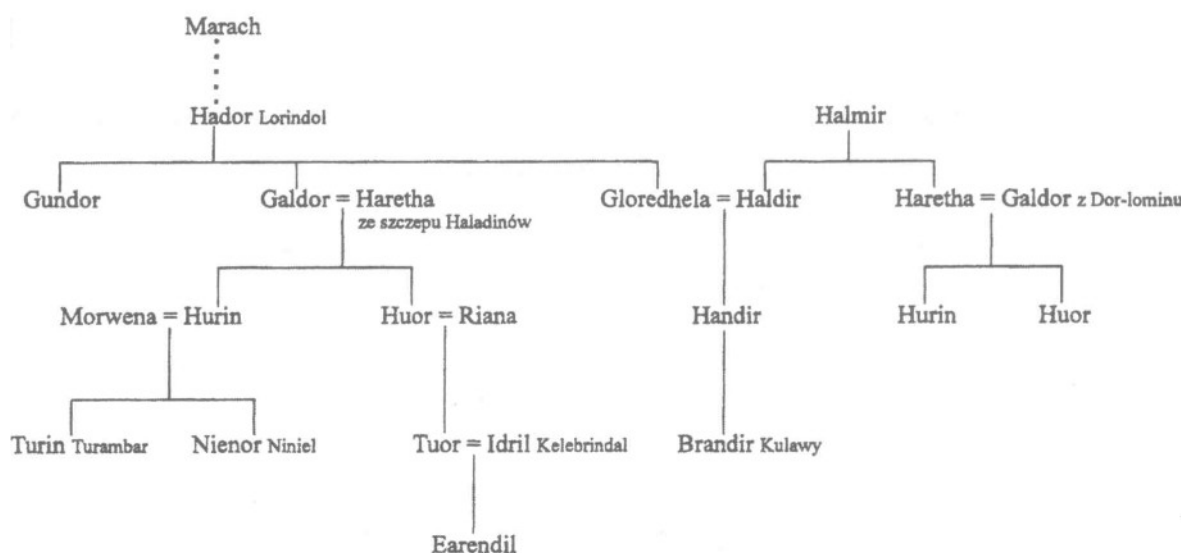 Marach
Hador Lorindol
Halmir
Gundor
Galdor = Haretha
ze szczepu Haladinów
Gloredhela = Haldir
Haretha = Galdor z Dor-lominu
Morwena = Hurin
Huor = Riana
Handir
Hurin
Huor
Turin Turambar
Nienor Niniel
Tuor = Idril Kelebrindal
Brandir Kulawy
Earendil